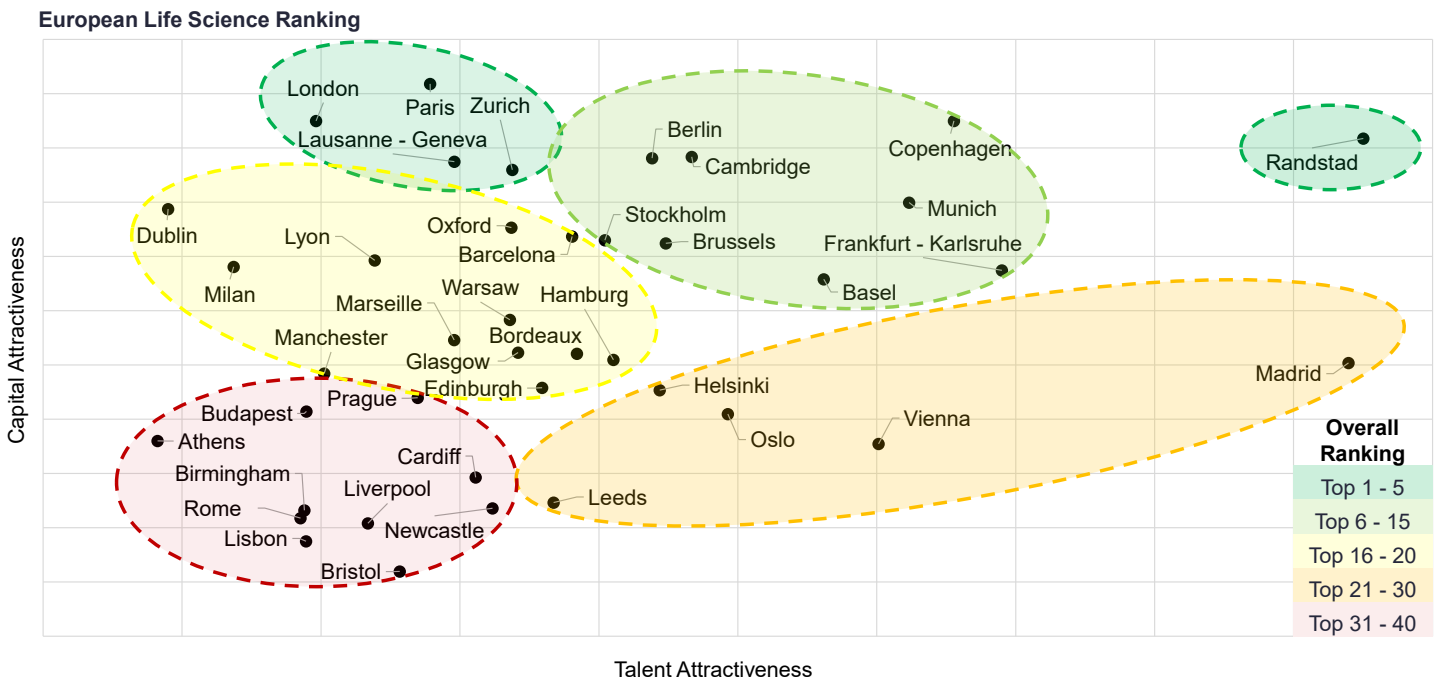 European Life Science Ranking
London
Paris
Zurich
Lausanne - Geneva
Berlin
Cambridge
Copenhagen
Randstad
Dublin
Lyon
Oxford
Barcelona
Stockholm
Brussels
Munich
Frankfurt - Karlsruhe
Milan
Marseille
Warsaw
Hamburg
Basel
Manchester
Bordeaux
Glasgow
Edinburgh
Helsinki
Madrid
Prague
Budapest
Athens
Oslo
Vienna
Birmingham
Cardiff
Liverpool
Rome
Newcastle
Leeds
Lisbon
Bristol
Capital Attractiveness
Talent Attractiveness
Overall
Ranking
Top 1 - 5
Top 6 - 15
Top 16 - 20
Top 21 - 30
Top 31 - 40